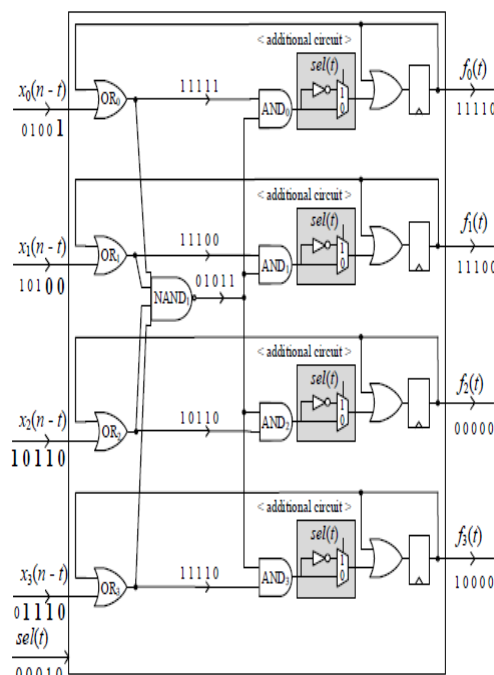 < additional circuit >
sel(t)
x0(n - t)
OR0
11111
AND0
1
0
f0(t)
01001
11110
< additional circuit >
sel(t)
x1(n - t)
OR1
11100
AND1
1
0
f1(t)
10100
01011
NAND1
11100
< additional circuit >
sel(t)
x2(n - t)
OR2
10110
AND2
1
0
f2(t)
10110
00000
< additional circuit >
sel(t)
x3(n - t)
OR3
11110
AND3
1
0
f3(t)
01110
10000
sel(t)
00010